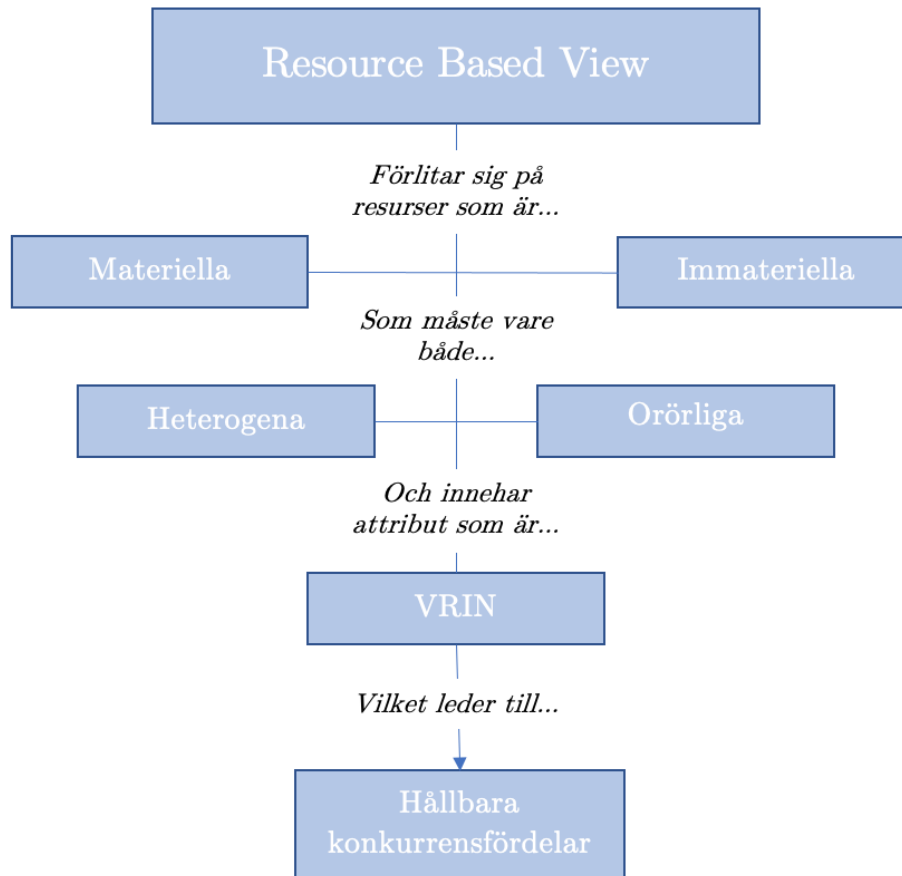 Resource Based View
Förlitar sig på
resurser som är...
Materiella
Immateriella
Som måste vare
både...
Heterogena
Orörliga
Och innehar
attribut som är...
VRIN
Vilket leder till...
Hållbara
konkurrensfördelar